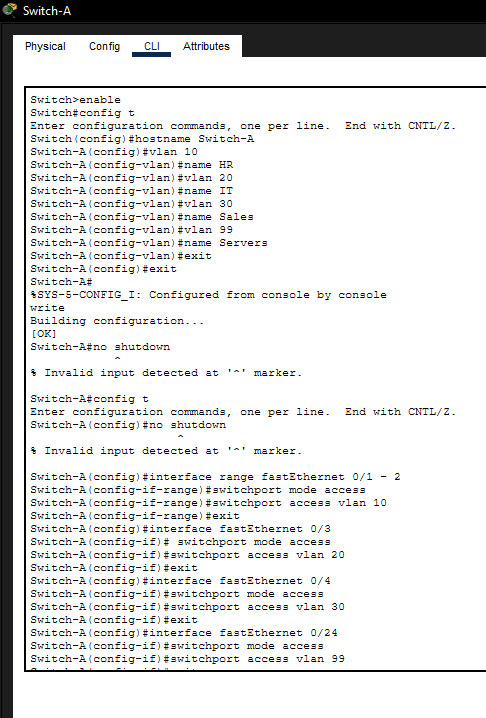 Switch-A
Physical Config CLI Attributes
Switch>enable
Switch#config t
Enter configuration commands, one per line. End with CNTL/Z.
Switch(config)#hostname Switch-A
Switch-A(config)#vlan 10
Switch-A(config-vlan)#name HR
Switch-A(config-vlan)#vlan 20
Switch-A(config-vlan)#name IT
Switch-A(config-vlan)#vlan 30
Switch-A(config-vlan)#name Sales
Switch-A(config-vlan)#vlan 99
Switch-A(config-vlan)#name Servers
Switch-A(config-vlan)#exit
Switch-A(config)#exit
Switch-A#
%SYS-5-CONFIG_I: Configured from console by console
write
Building configuration...
[OK]
Switch-A#no shutdown
^
% Invalid input detected at '^' marker.
Switch-A#config t
Enter configuration commands, one per line. End with CNTL/Z.
Switch-A(config)#no shutdown
^
% Invalid input detected at '^' marker.
Switch-A(config)#interface range fastEthernet 0/1 - 2
Switch-A(config-if-range)#switchport mode access
Switch-A(config-if-range)#switchport access vlan 10
Switch-A(config-if-range)#exit
Switch-A(config)#interface fastEthernet 0/3
Switch-A(config-if)# switchport mode access
Switch-A(config-if)#switchport access vlan 20
Switch-A(config-if)#exit
Switch-A(config)#interface fastEthernet 0/4
Switch-A(config-if)#switchport mode access
Switch-A(config-if)#switchport access vlan 30
Switch-A(config-if)#exit
Switch-A(config)#interface fastEthernet 0/24
Switch-A(config-if)#switchport mode access
Switch-A(config-if)#switchport access vlan 99